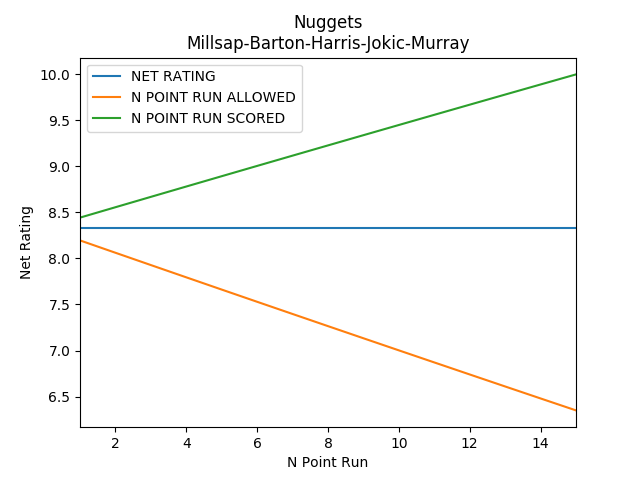 Nuggets
Millsap-Barton-Harris-Jokic-Murray
NET RATING
N POINT RUN ALLOWED
N POINT RUN SCORED
10.0
9.5
9.0
8.5
8.0
7.5
7.0
6.5
Net Rating
2 4 6 8 10 12 14
N Point Run